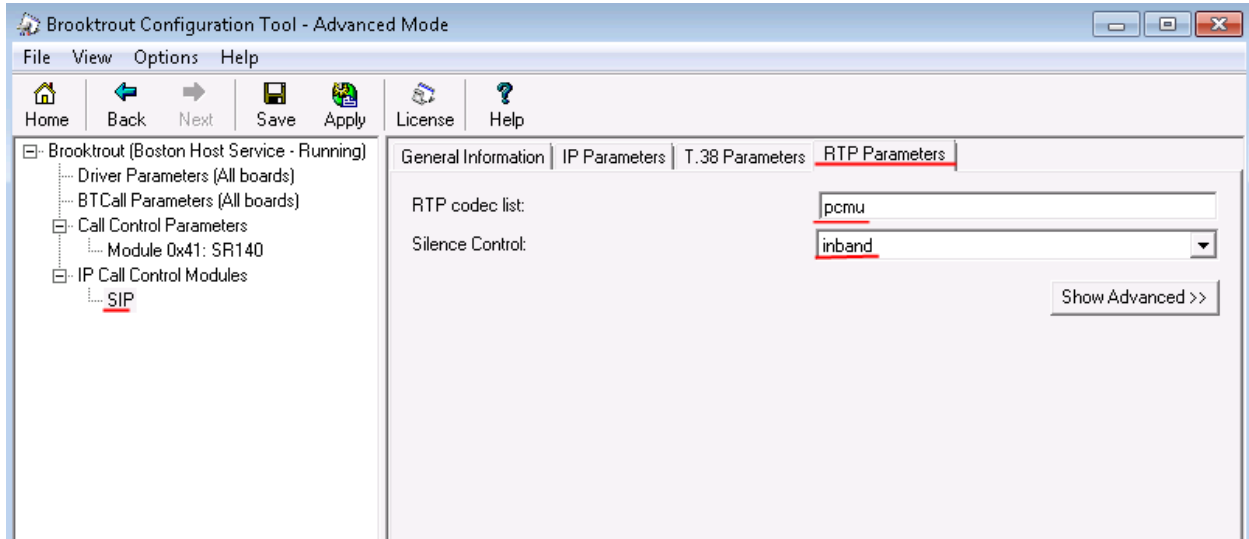 Brooktrout Configuration Tool - Advanced Mode
File View Options Help
Home Back Next Save Apply License Help
Brooktrout (Boston Host Service - Running)
Driver Parameters (All boards)
BTCall Parameters (All boards)
Call Control Parameters
Module 0x41: SR140
IP Call Control Modules
SIP
General Information IP Parameters T.38 Parameters RTP Parameters
RTP codec list: pcmu
Silence Control: inband
Show Advanced >>